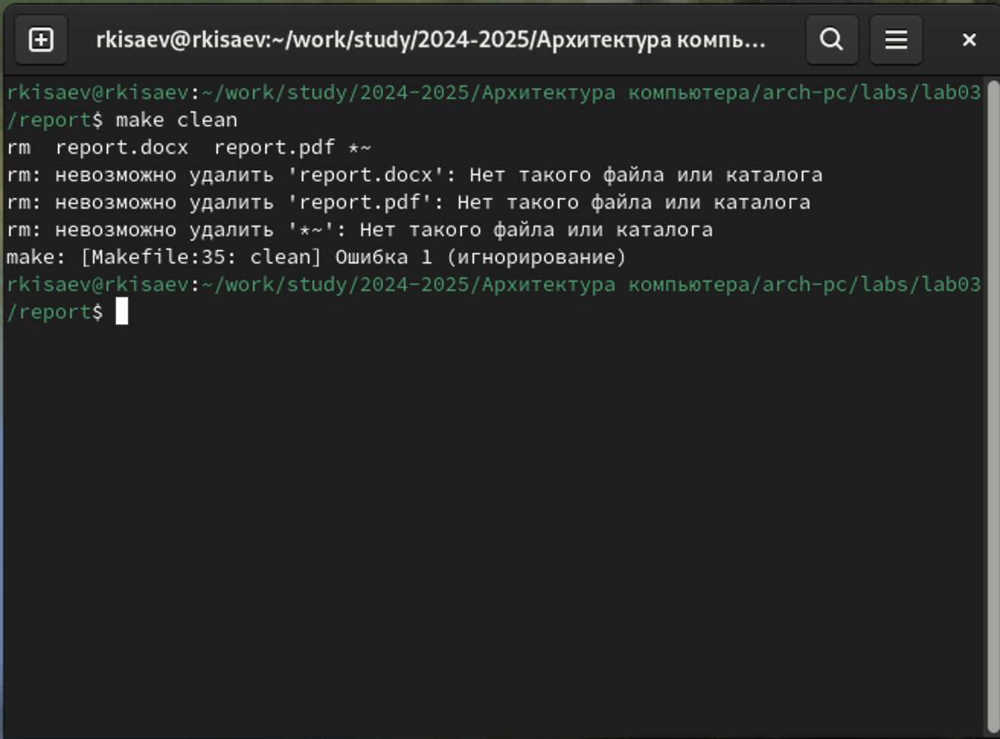 rkisaev@rkisaev:~/work/study/2024-2025/Архитектура компь…
rkisaev@rkisaev:~/work/study/2024-2025/Архитектура компьютера/arch-pc/labs/lab03
/report$ make clean
rm  report.docx  report.pdf *~
rm: невозможно удалить 'report.docx': Нет такого файла или каталога
rm: невозможно удалить 'report.pdf': Нет такого файла или каталога
rm: невозможно удалить '*~': Нет такого файла или каталога
make: [Makefile:35: clean] Ошибка 1 (игнорирование)
rkisaev@rkisaev:~/work/study/2024-2025/Архитектура компьютера/arch-pc/labs/lab03
/report$